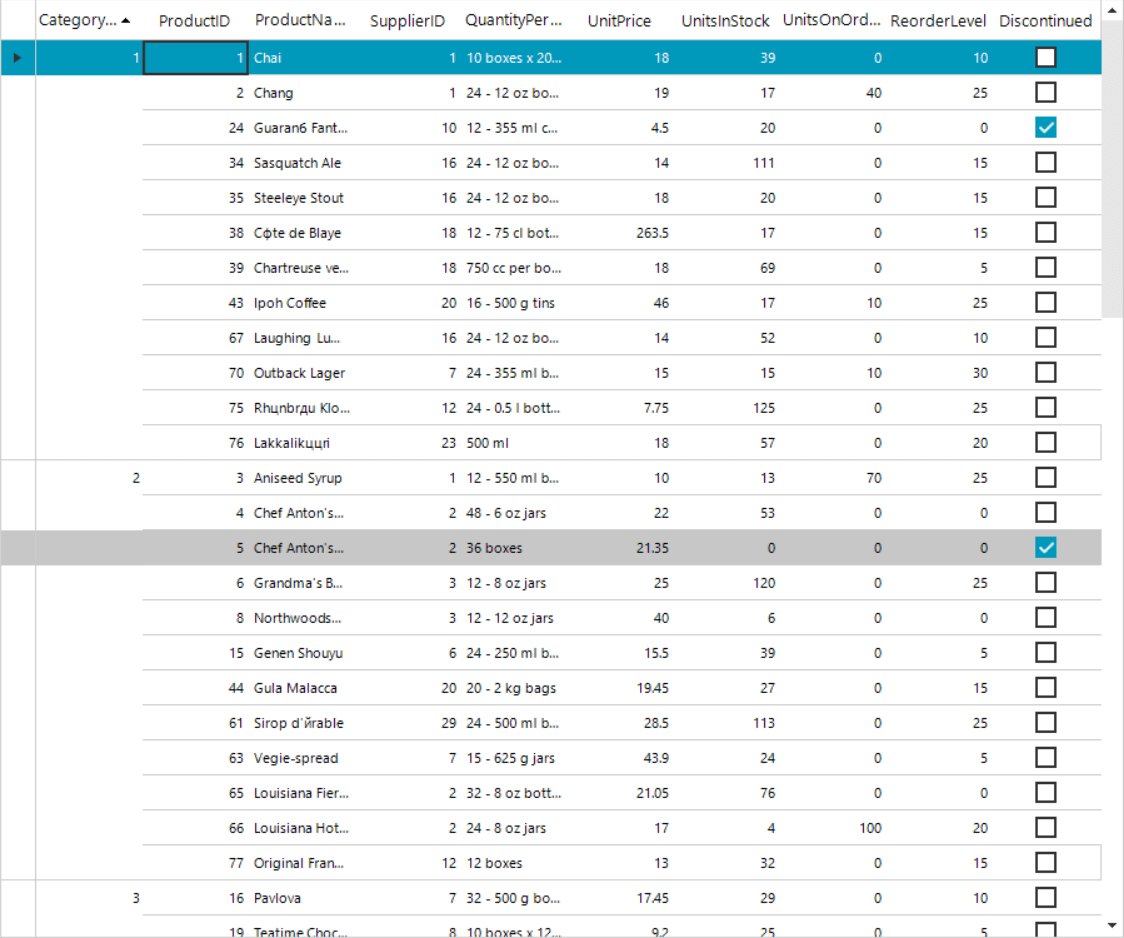 Category... ProductID ProductNa... SupplierID QuantityPer... UnitPrice UnitsInStock UnitsOnOrd... ReorderLevel Discontinued
1 1 Chai 1 10 boxes x 20... 18 39 0 10
2 Chang 1 24 - 12 oz bo... 19 17 40 25
24 Guaranб Fant... 10 12 - 355 ml c... 4.5 20 0 0
34 Sasquatch Ale 16 24 - 12 oz bo... 14 111 0 15
35 Steeleye Stout 16 24 - 12 oz bo... 18 20 0 15
38 Cфte de Blaye 18 12 - 75 cl bot... 263.5 17 0 15
39 Chartreuse ve... 18 750 cc per bo... 18 69 0 5
43 Ipoh Coffee 20 16 - 500 g tins 46 17 10 25
67 Laughing Lu... 16 24 - 12 oz bo... 14 52 0 10
70 Outback Lager 7 24 - 355 ml b... 15 15 10 30
75 Rhцnbrдu Klo... 12 24 - 0.5 l bott... 7.75 125 0 25
76 Lakkalikццri 23 500 ml 18 57 0 20
2 3 Aniseed Syrup 1 12 - 550 ml b... 10 13 70 25
4 Chef Anton's... 2 48 - 6 oz jars 22 53 0 0
5 Chef Anton's... 2 36 boxes 21.35 0 0 0
6 Grandma's B... 3 12 - 8 oz jars 25 120 0 25
8 Northwoods... 3 12 - 12 oz jars 40 6 0 0
15 Genen Shouyu 6 24 - 250 ml b... 15.5 39 0 5
44 Gula Malacca 20 20 - 2 kg bags 19.45 27 0 15
61 Sirop d'йrable 29 24 - 500 ml b... 28.5 113 0 25
63 Vegie-spread 7 15 - 625 g jars 43.9 24 0 5
65 Louisiana Fier... 2 32 - 8 oz bott... 21.05 76 0 0
66 Louisiana Hot... 2 24 - 8 oz jars 17 4 100 20
77 Original Fran... 12 12 boxes 13 32 0 15
3 16 Pavlova 7 32 - 500 g bo... 17.45 29 0 10
19 Teatime Choc... 8 10 boxes x 12... 9.2 25 0 5